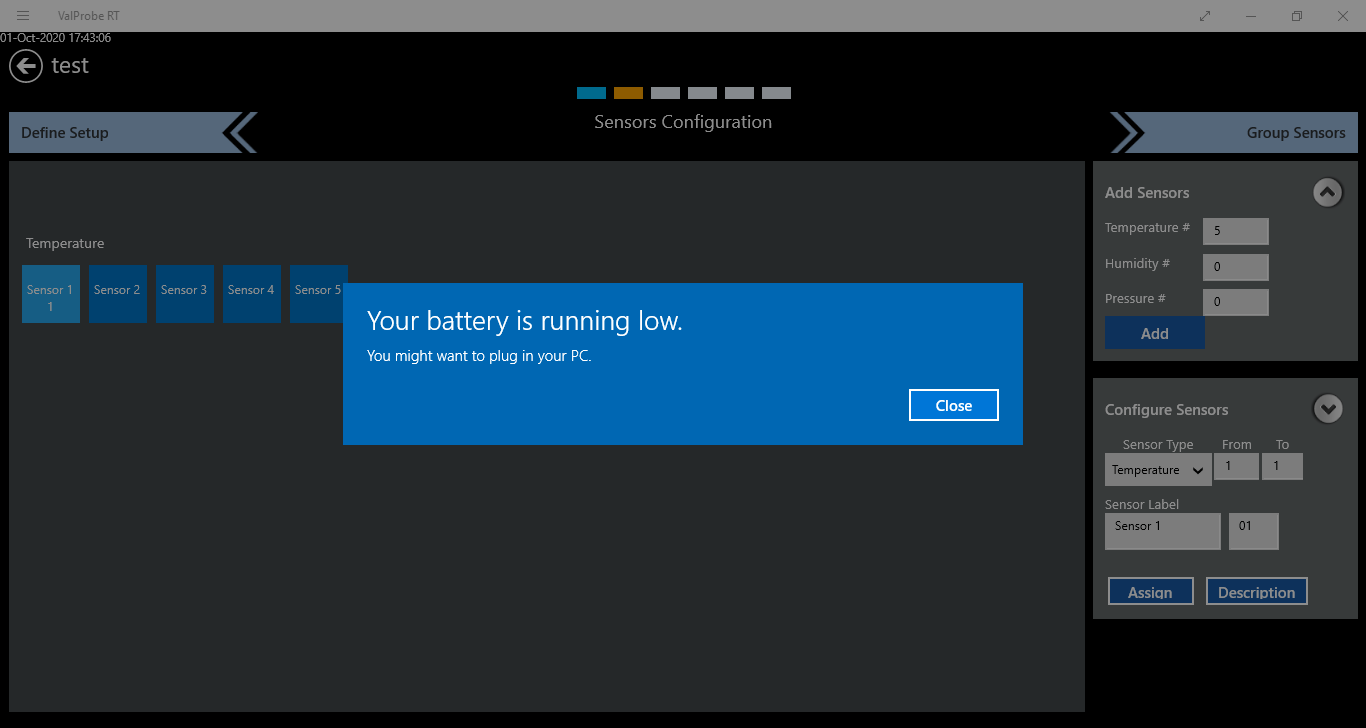 ValProbe RT
01-Oct-2020 17:43:06
test
Sensors Configuration
Define Setup
Group Sensors
Temperature
Sensor 1
1
Sensor 2
Sensor 3
Sensor 4
Sensor 5
Your battery is running low.
You might want to plug in your PC.
Close
Add Sensors
Temperature # 5
Humidity # 0
Pressure # 0
Add
Configure Sensors
Sensor Type From To
Temperature 1 1
Sensor Label
Sensor 1 01
Assign Description